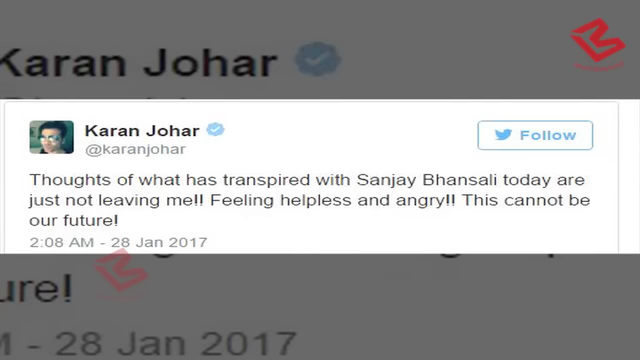 Karan Johar
Karan Johar
@karanjohar
Follow
Thoughts of what has transpired with Sanjay Bhansali today are
just not leaving me!! Feeling helpless and angry!! This cannot be
our future!
2:08 AM - 28 Jan 2017
ure!
- 28 Jan 2017